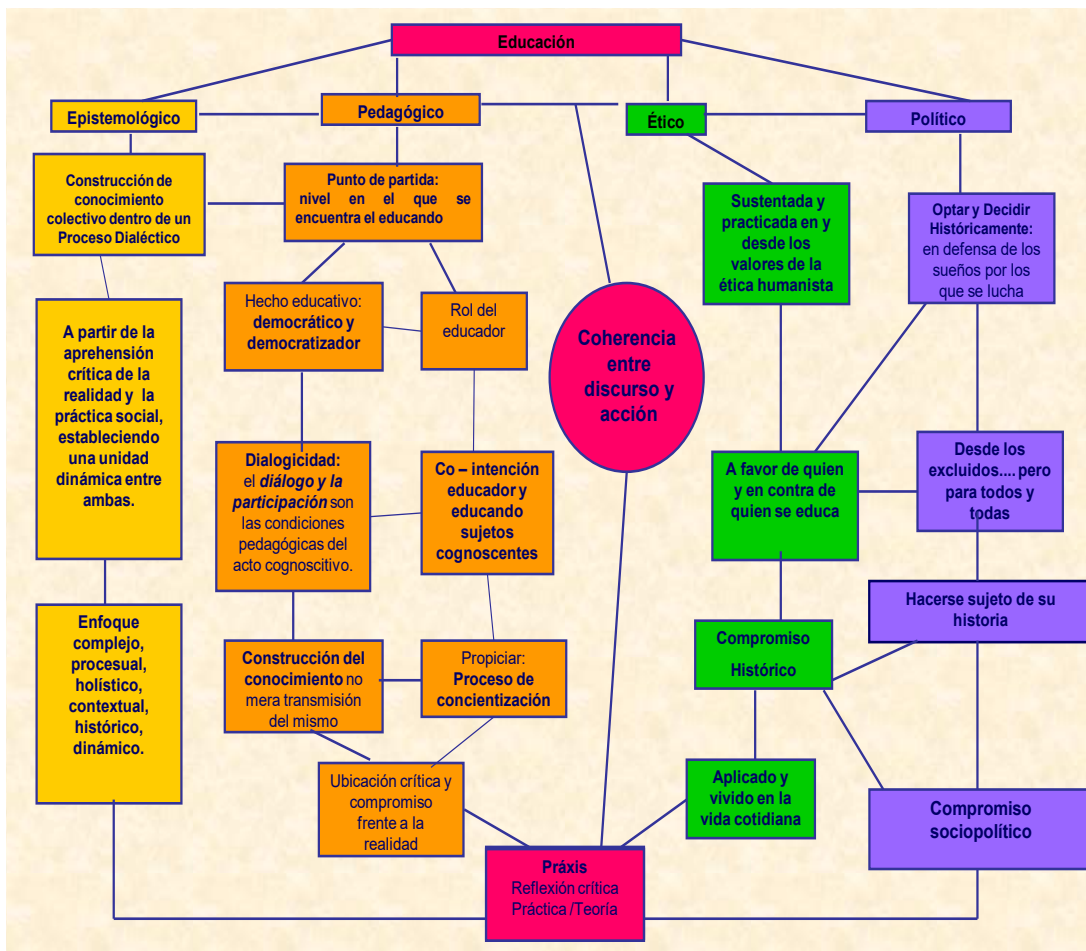 Educación
Epistemológico
Pedagógico
Ético
Político
Construcción de
conocimiento
colectivo dentro de un
Proceso Dialéctico
Punto de partida:
nivel en el que se
encuentra el educando
Sustentada y
practicada en y
desde los
valores de la
ética humanista
Optar y Decidir
Históricamente:
en defensa de los
sueños por los
que se lucha
Hecho educativo:
democrático y
democratizador
Rol del
educador
Coherencia
entre
discurso y
acción
A partir de la
aprehensión
crítica de la
realidad y la
práctica social,
estableciendo
una unidad
dinámica entre
ambas.
Dialogicidad:
el diálogo y la
participación son
las condiciones
pedagógicas del
acto cognoscitivo.
Co – intención
educador y
educando
sujetos
cognoscentes
A favor de quien
y en contra de
quien se educa
Desde los
excluidos.... pero
para todos y
todas
Enfoque
complejo,
procesual,
holístico,
contextual,
histórico,
dinámico.
Construcción del
conocimiento no
mera transmisión
del mismo
Propiciar:
Proceso de
concientización
Compromiso
Histórico
Hacerse sujeto de su
historia
Ubicación crítica y
compromiso
frente a la
realidad
Aplicado y
vivido en la
vida cotidiana
Compromiso
sociopolítico
Práxis
Reflexión crítica
Práctica /Teoría